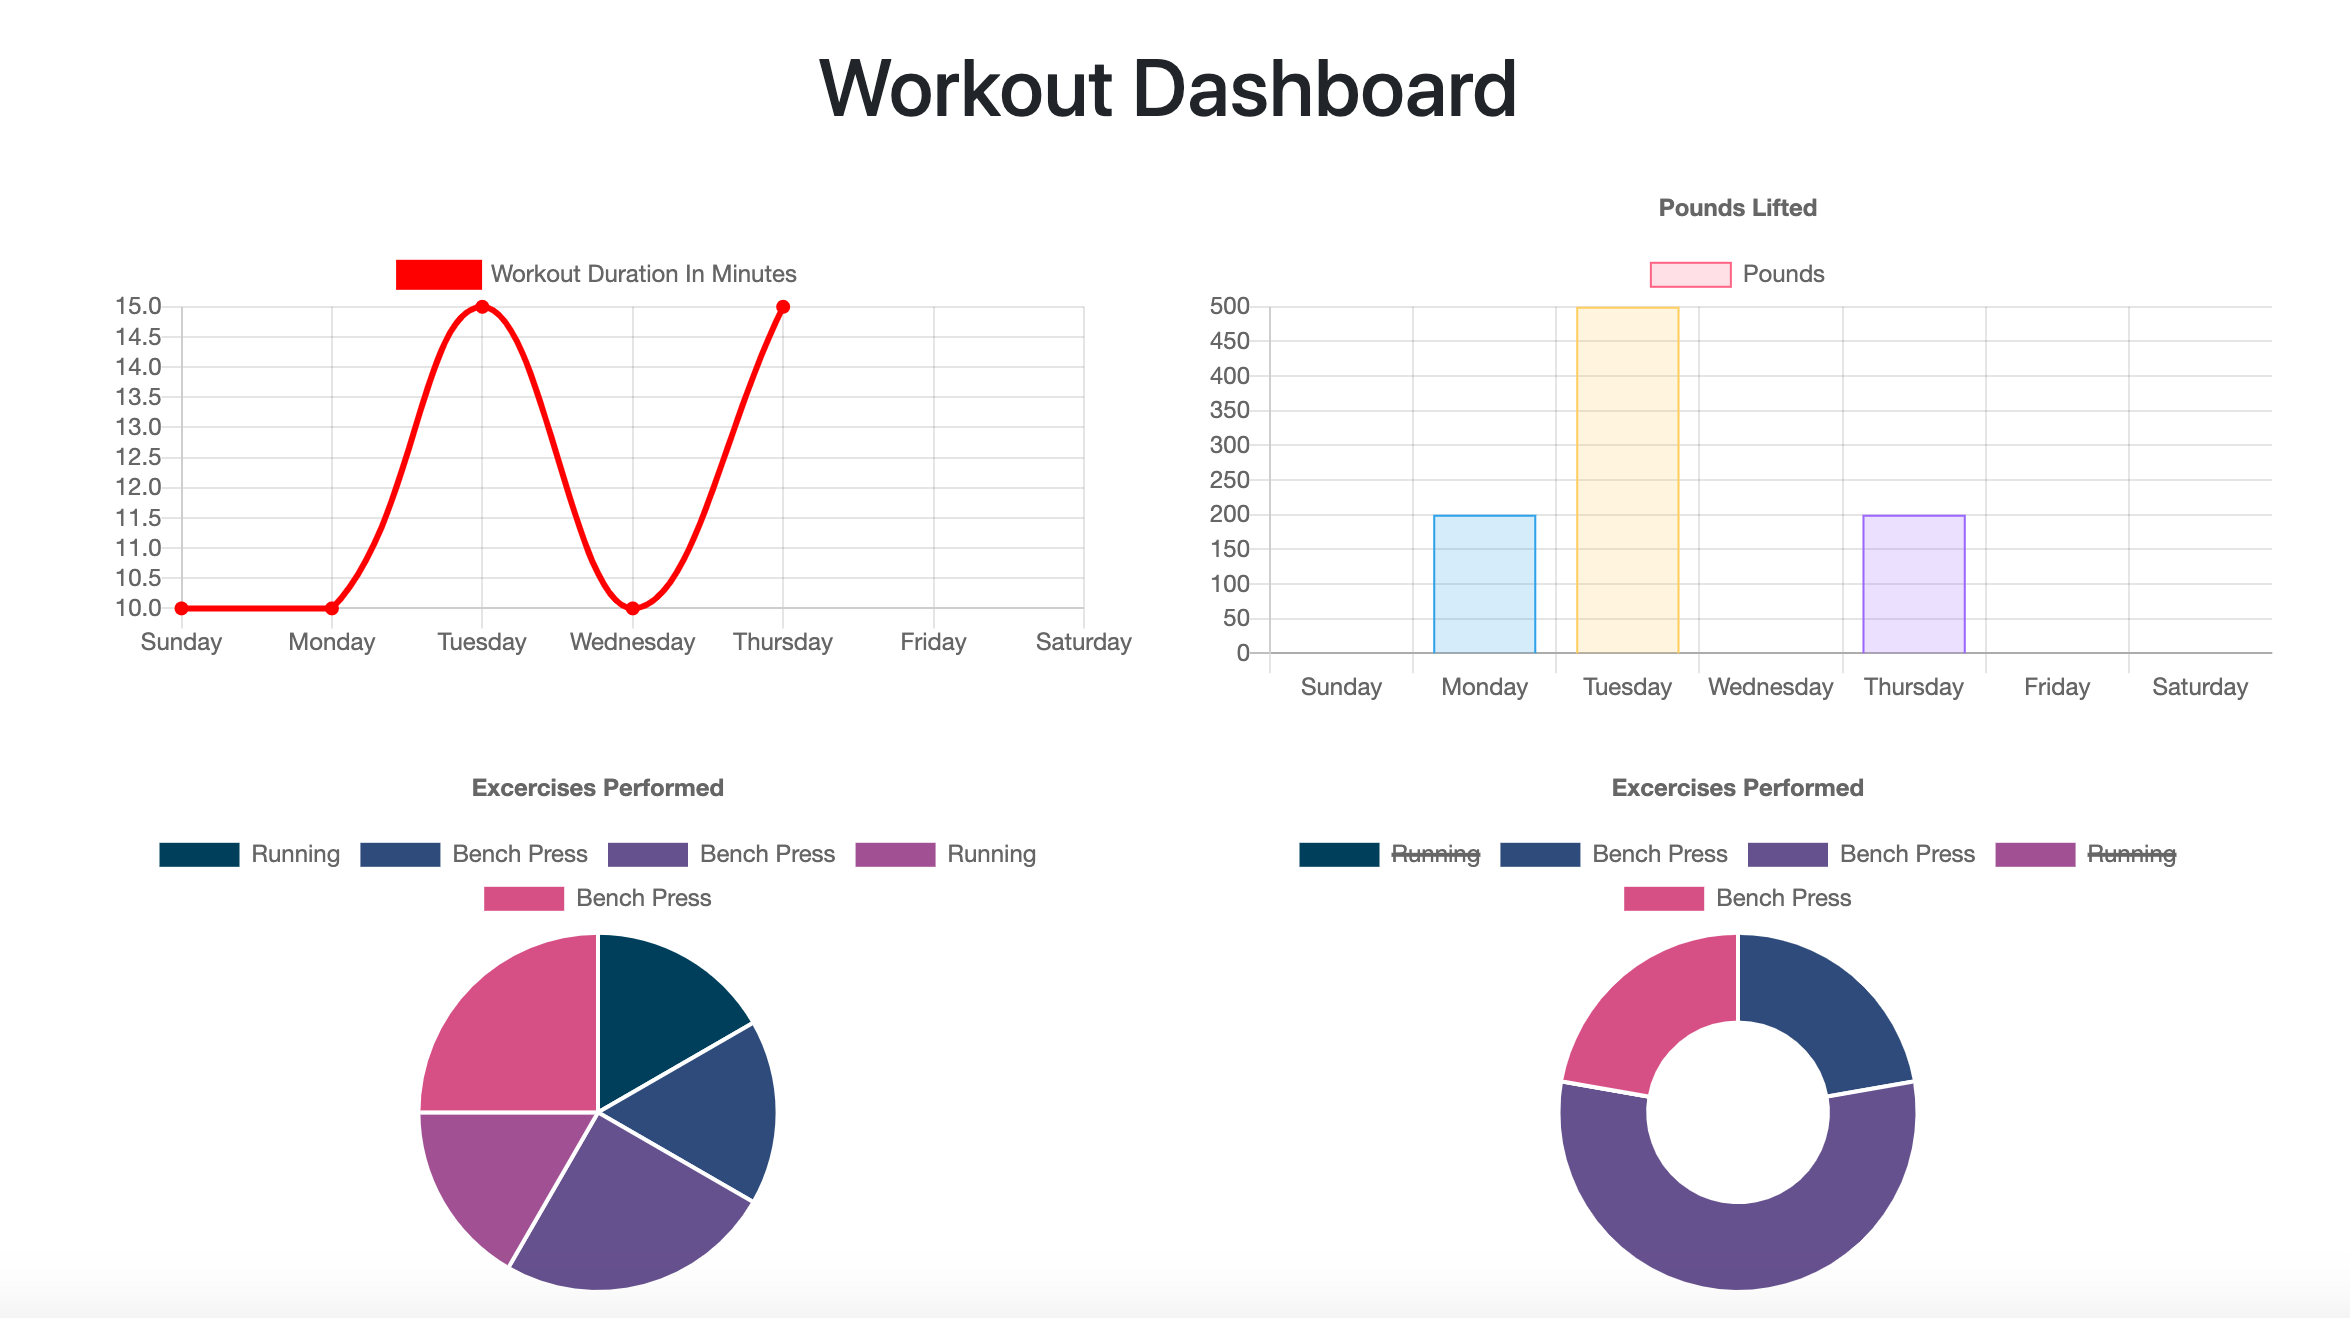 Workout Dashboard
Workout Duration In Minutes
15.0
14.5
14.0
13.5
13.0
12.5
12.0
11.5
11.0
10.5
10.0
Sunday Monday Tuesday Wednesday Thursday Friday Saturday
Pounds Lifted
Pounds
500
450
400
350
300
250
200
150
100
50
0
Sunday Monday Tuesday Wednesday Thursday Friday Saturday
Excercises Performed
Running Bench Press Bench Press Running
Bench Press
Excercises Performed
Running Bench Press Bench Press Running
Bench Press